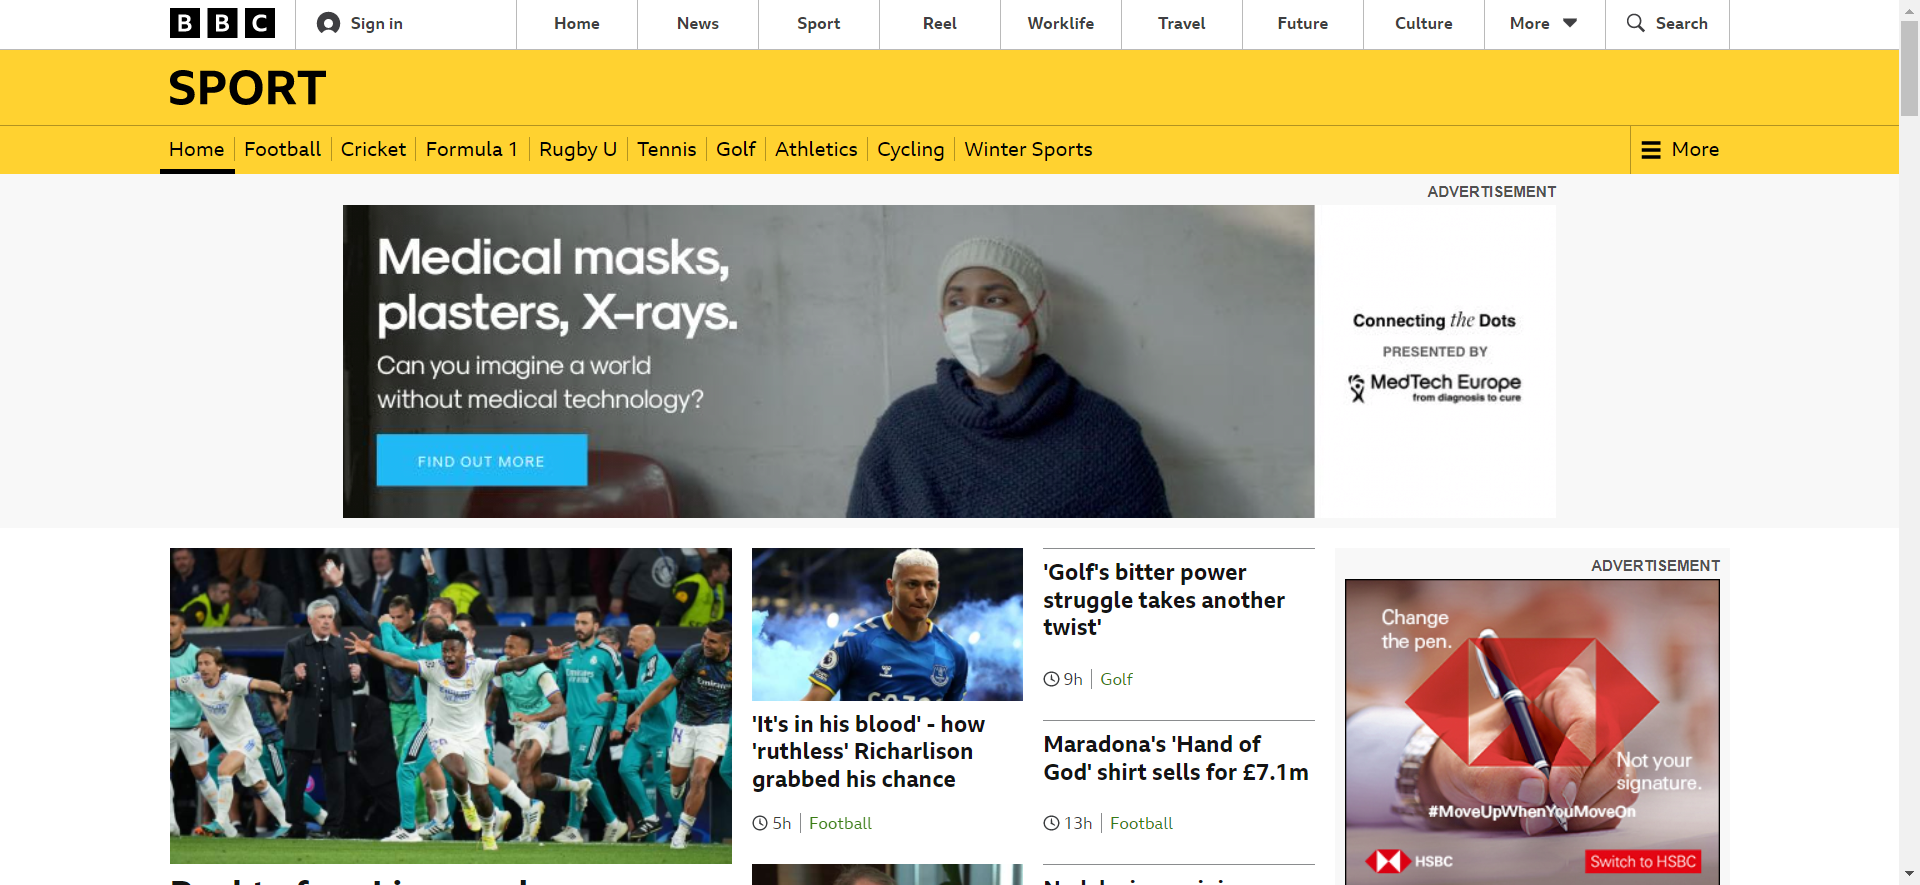 BBC
Sign in
Home
News
Sport
Reel
Worklife
Travel
Future
Culture
More
Search
SPORT
Home
Football
Cricket
Formula 1
Rugby U
Tennis
Golf
Athletics
Cycling
Winter Sports
More
ADVERTISEMENT
Medical masks,
plasters, X-rays.
Can you imagine a world
without medical technology?
FIND OUT MORE
Connecting the Dots
PRESENTED BY
MedTech Europe
from diagnosis to cure
'It's in his blood' - how
'ruthless' Richarlison
grabbed his chance
5h
Football
'Golf's bitter power
struggle takes another
twist'
9h
Golf
Maradona's 'Hand of
God' shirt sells for £7.1m
13h
Football
ADVERTISEMENT
Change
the pen.
Not your
signature.
#MoveUpWhenYouMoveOn
HSBC
Switch to HSBC